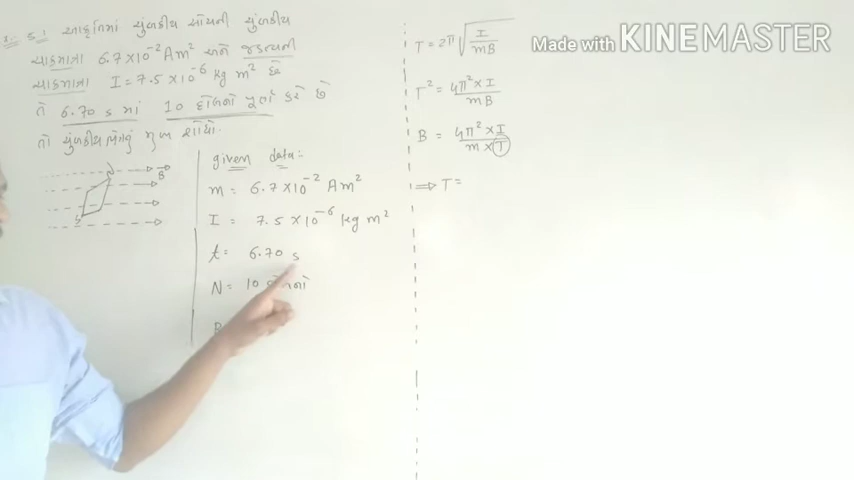 ઉ. 5.1 આકૃતિમાં ચુંબકીય સોયની ચુંબકીય
ચાકમાત્રા 6.7×10⁻² Am² અને જડત્વની
ચાકમાત્રા I = 7.5 ×10⁻⁶ kg m² છે
તે 6.70 s માં 10 દોલનો પૂર્ણ કરે છે
તો ચુંબકીય ક્ષેત્રનું મૂલ્ય શોધો.
N
B
S
given data:-
m = 6.7×10⁻² Am²
I = 7.5 ×10⁻⁶ kg m²
t = 6.70 s
N = 10
B
T = 2π √(I/mB)
T² = 4π² × I / mB
B = 4π² × I / m × T
⇒ T =
Made with KINEMASTER